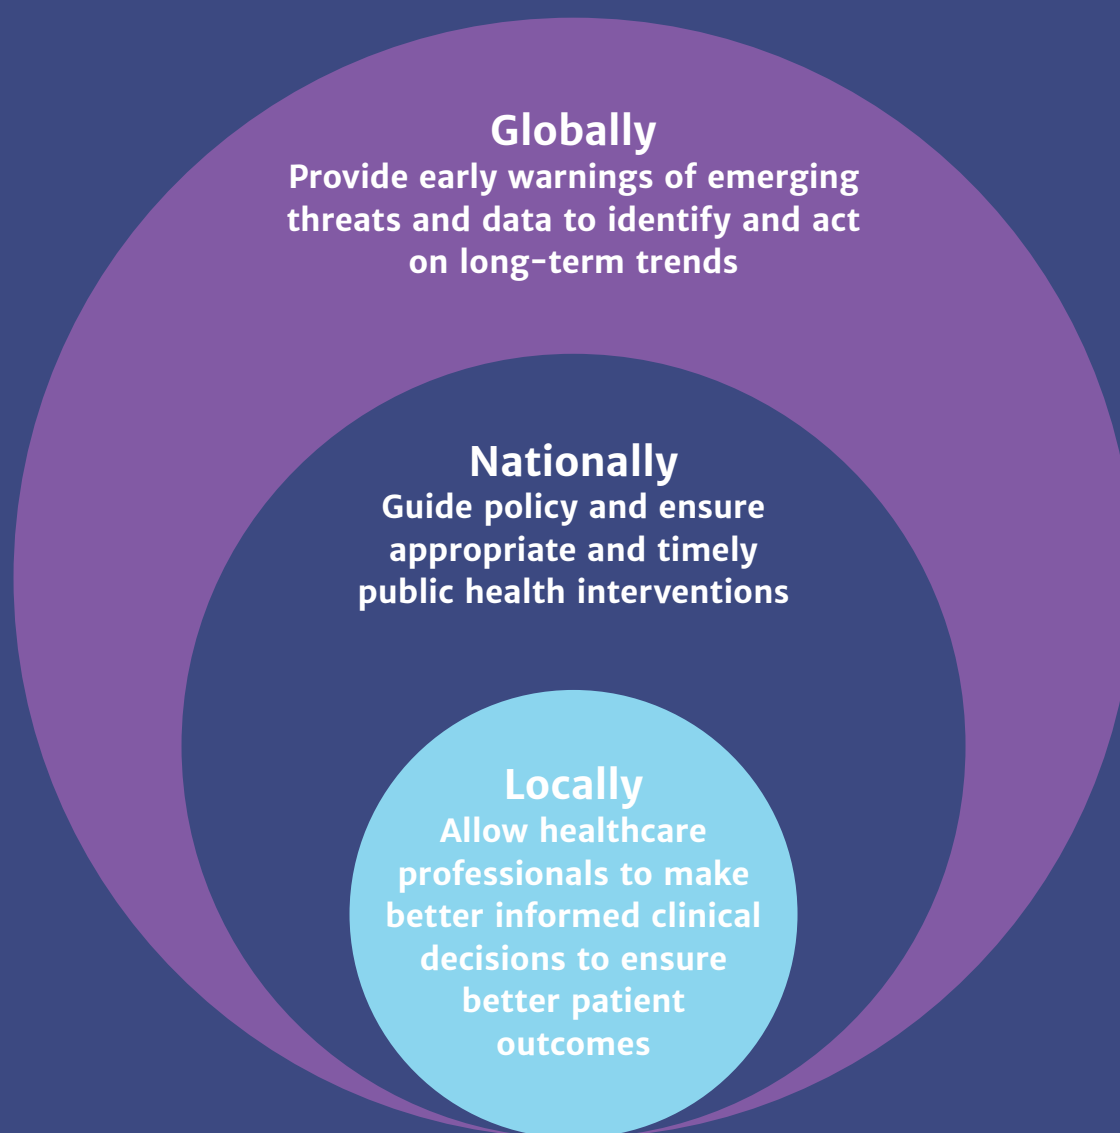 Globally
Provide early warnings of emerging
threats and data to identify and act
on long-term trends
Nationally
Guide policy and ensure
appropriate and timely
public health interventions
Locally
Allow healthcare
professionals to make
better informed clinical
decisions to ensure
better patient
outcomes